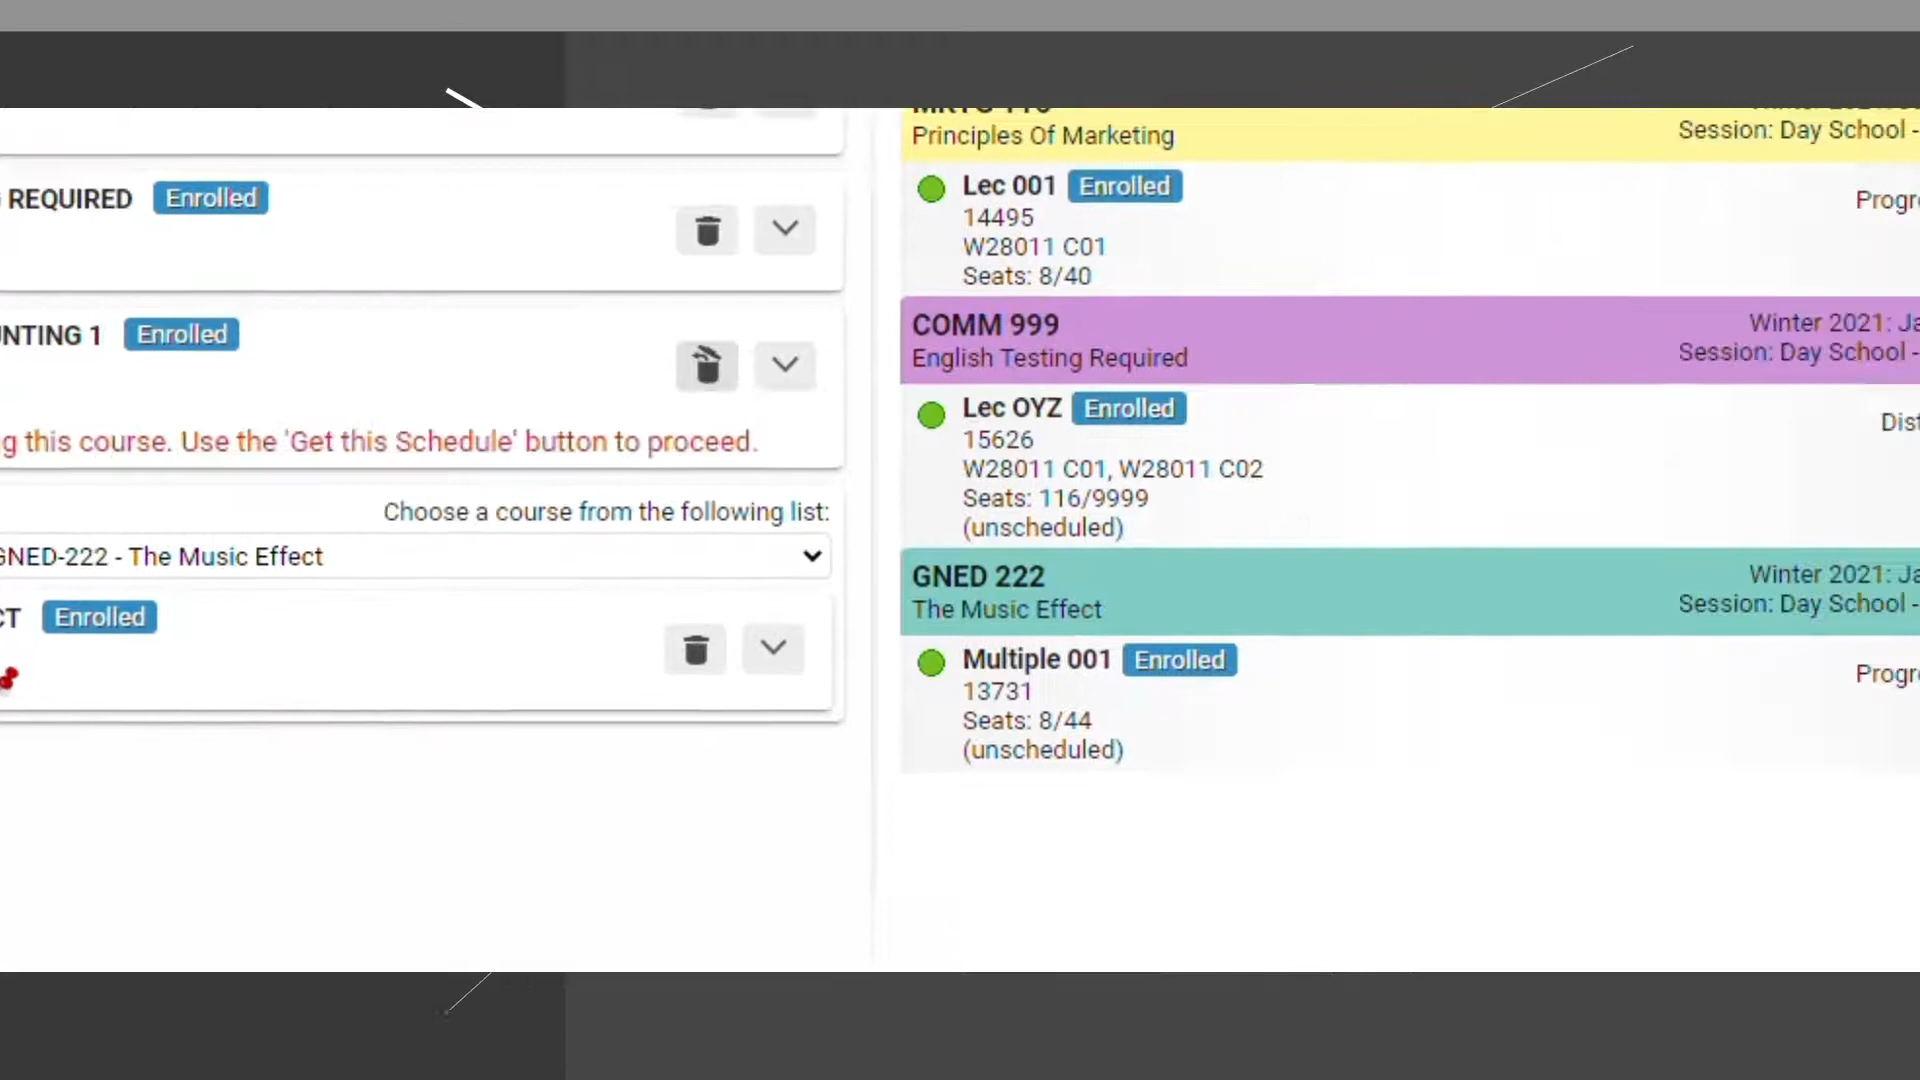 REQUIRED Enrolled
UNTING 1 Enrolled
g this course. Use the 'Get this Schedule' button to proceed.
Choose a course from the following list:
GNED-222 - The Music Effect
CT Enrolled
Principles Of Marketing
Session: Day School -
Lec 001 Enrolled
Progre
14495
W28011 C01
Seats: 8/40
COMM 999
Winter 2021: Ja
English Testing Required
Session: Day School -
Lec OYZ Enrolled
Dist
15626
W28011 C01, W28011 C02
Seats: 116/9999
(unscheduled)
GNED 222
Winter 2021: Ja
The Music Effect
Session: Day School -
Multiple 001 Enrolled
Progre
13731
Seats: 8/44
(unscheduled)